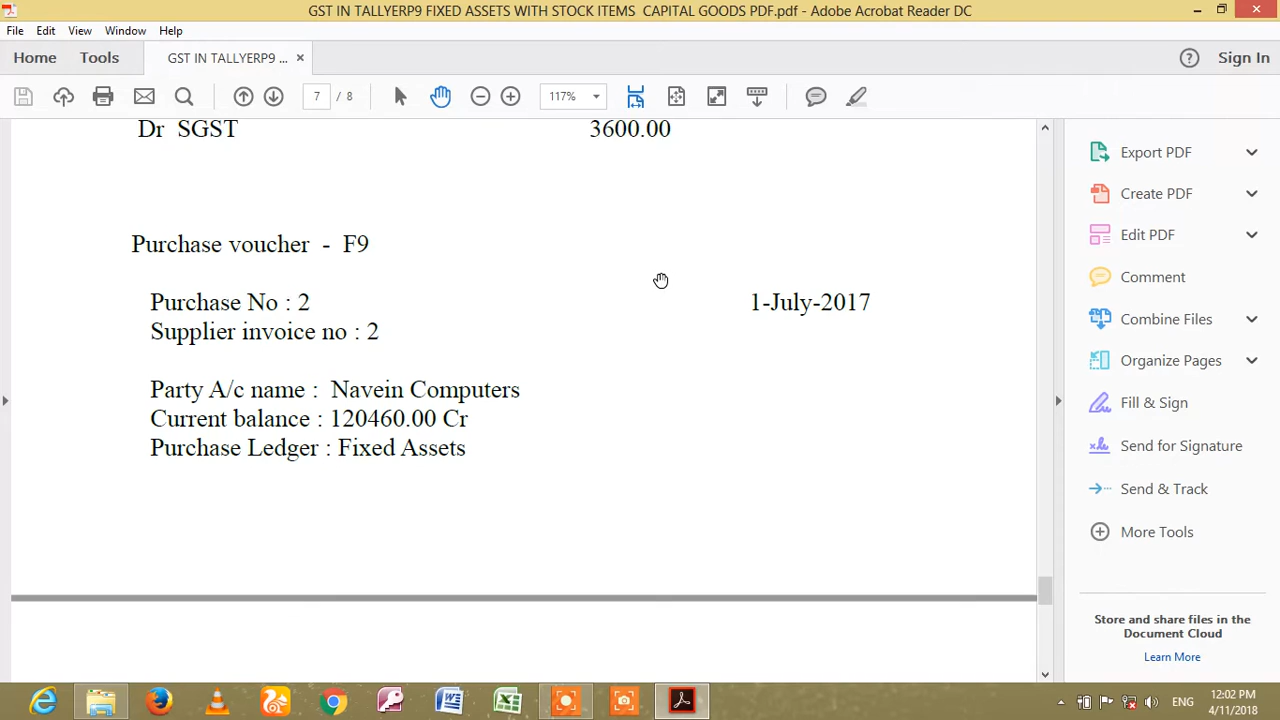 GST IN TALLYERP9 FIXED ASSETS WITH STOCK ITEMS  CAPITAL GOODS PDF.pdf - Adobe Acrobat Reader DC
File Edit View Window Help
Home Tools GST IN TALLYERP9 ... × Sign In
7 / 8 117%
Dr SGST 3600.00
Purchase voucher - F9
Purchase No : 2 1-July-2017
Supplier invoice no : 2
Party A/c name : Navein Computers
Current balance : 120460.00 Cr
Purchase Ledger : Fixed Assets
Export PDF
Create PDF
Edit PDF
Comment
Combine Files
Organize Pages
Fill & Sign
Send for Signature
Send & Track
More Tools
Store and share files in the
Document Cloud
Learn More
ENG
12:02 PM
4/11/2018